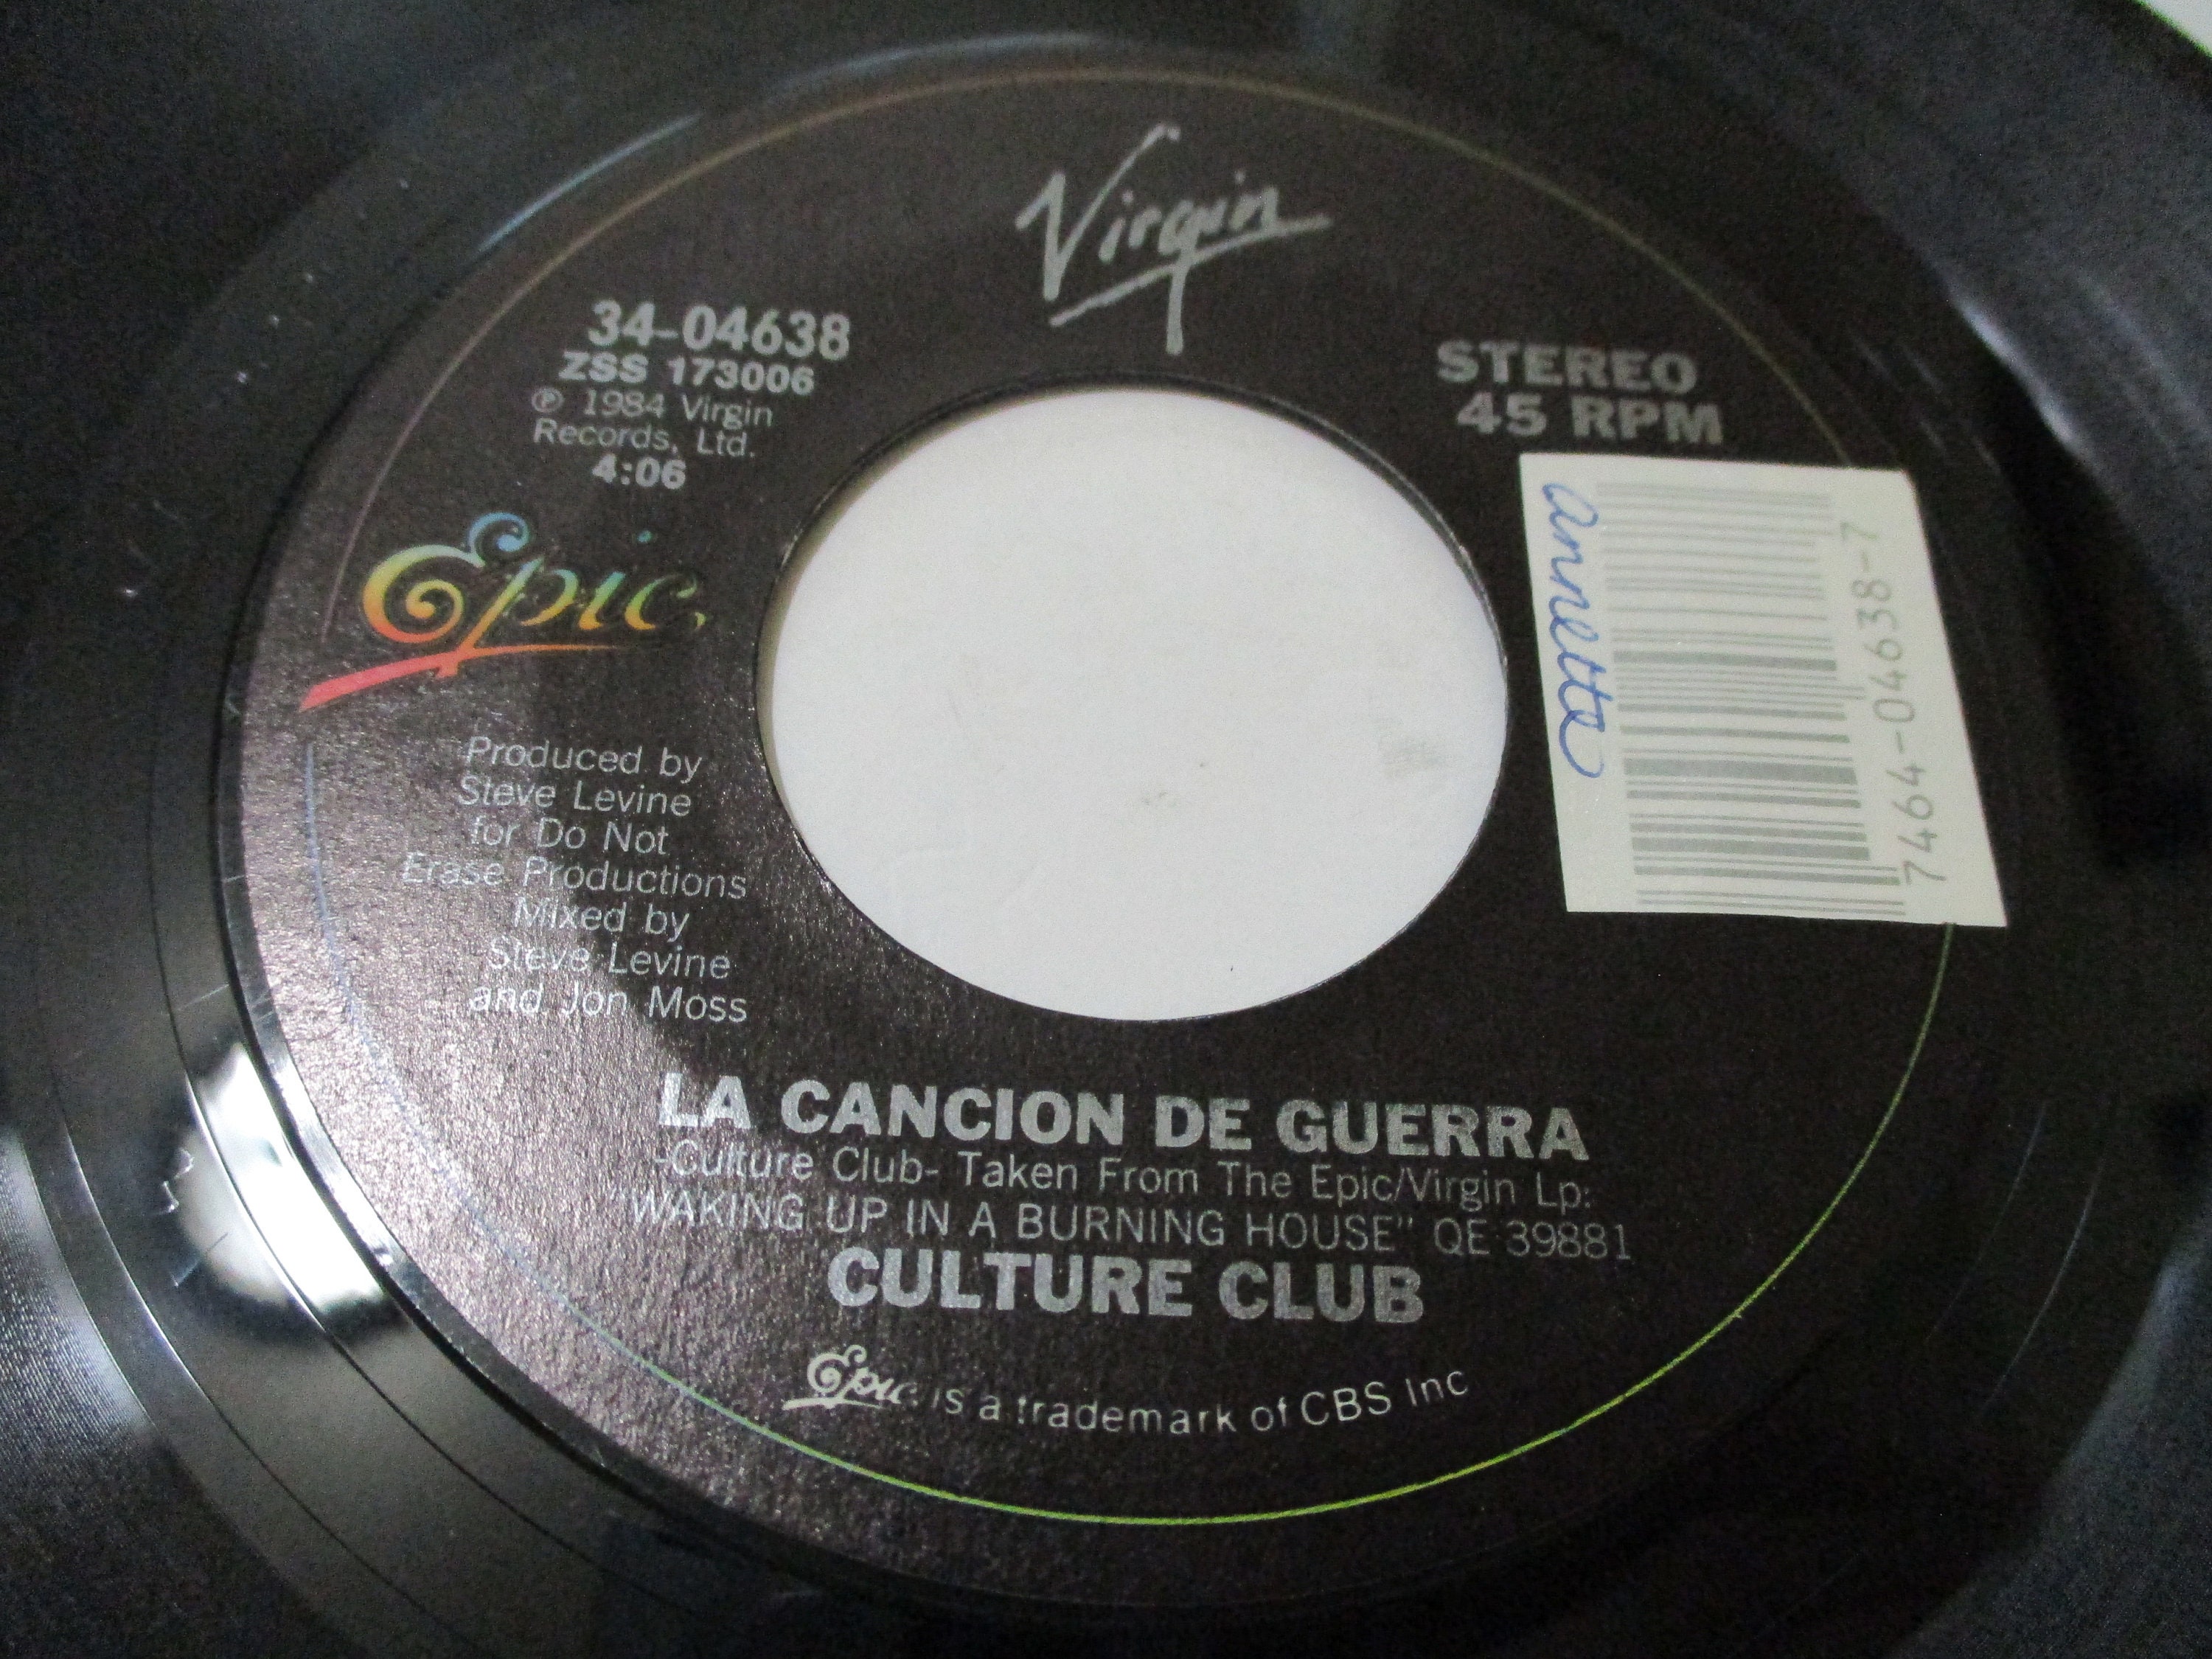 Virgin
34-04638
ZSS 173006
℗ 1984 Virgin
Records, Ltd.
4:06
STEREO
45 RPM
Epic
annette
7464-04638-7
Produced by
Steve Levine
for Do Not
Erase Productions
Mixed by
Steve Levine
and Jon Moss
LA CANCION DE GUERRA
-Culture Club- Taken From The Epic/Virgin Lp:
"WAKING UP IN A BURNING HOUSE" QE 39881
CULTURE CLUB
Epic is a trademark of CBS Inc